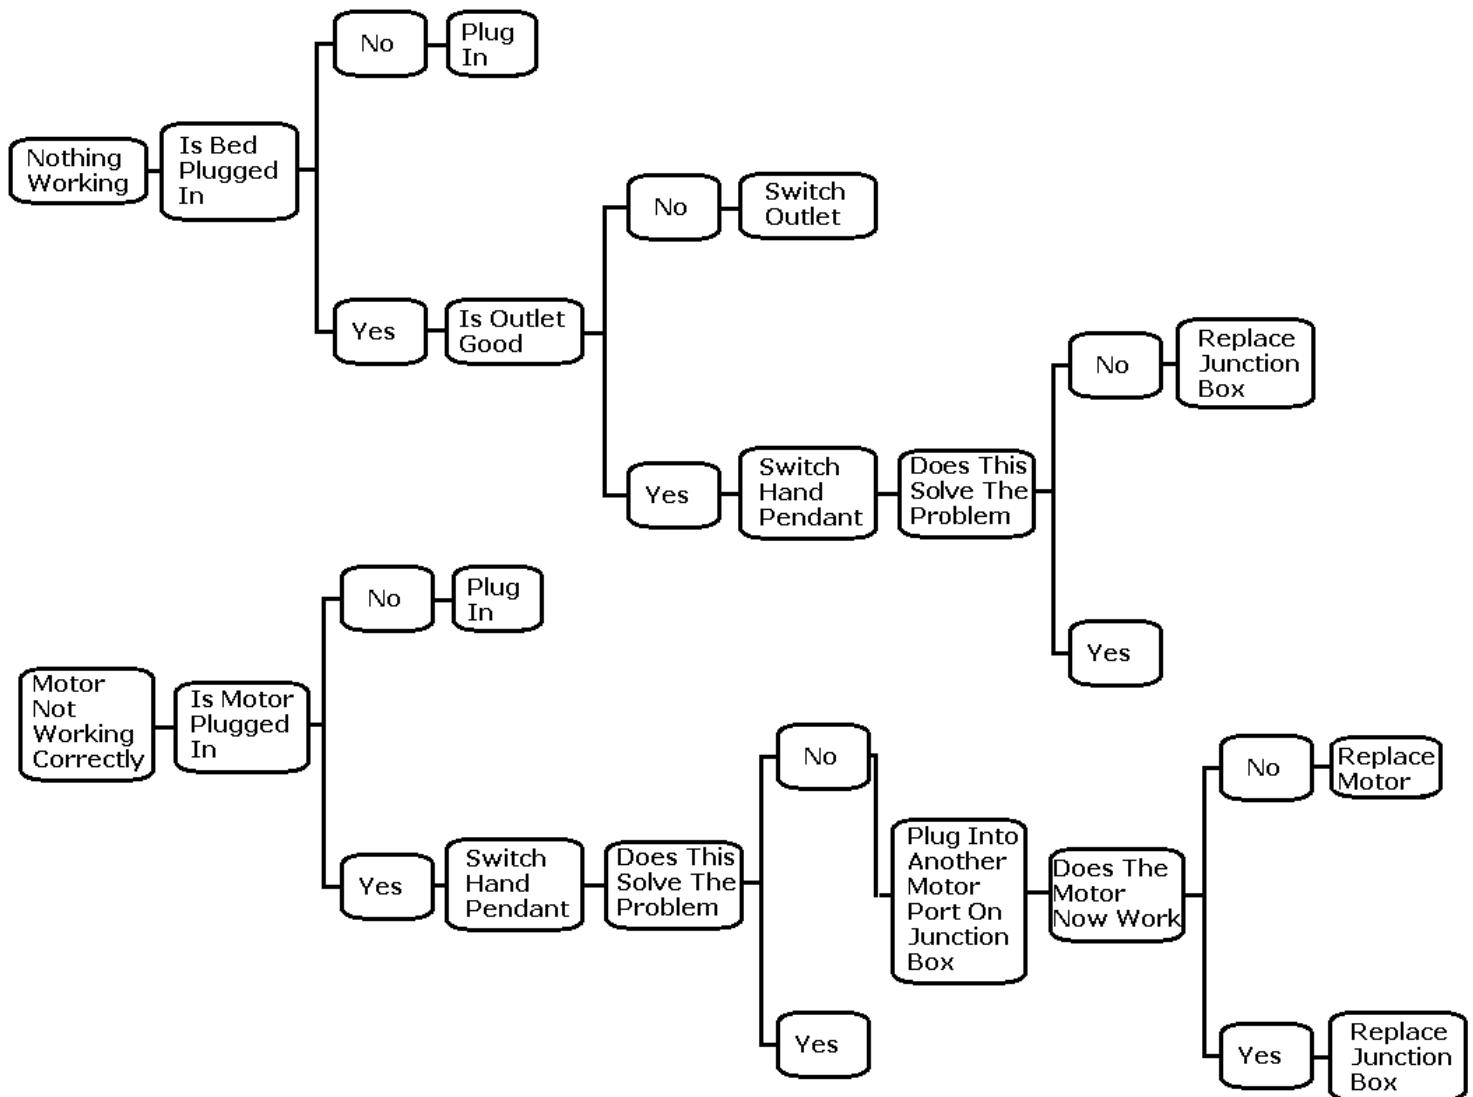 No
Plug
In
Nothing
Working
Is Bed
Plugged
In
No
Switch
Outlet
Yes
Is Outlet
Good
No
Replace
Junction
Box
Yes
Switch
Hand
Pendant
Does This
Solve The
Problem
Yes
No
Plug
In
Motor
Not
Working
Correctly
Is Motor
Plugged
In
Yes
Switch
Hand
Pendant
Does This
Solve The
Problem
No
Plug Into
Another
Motor
Port On
Junction
Box
Does The
Motor
Now Work
No
Replace
Motor
Yes
Yes
Replace
Junction
Box